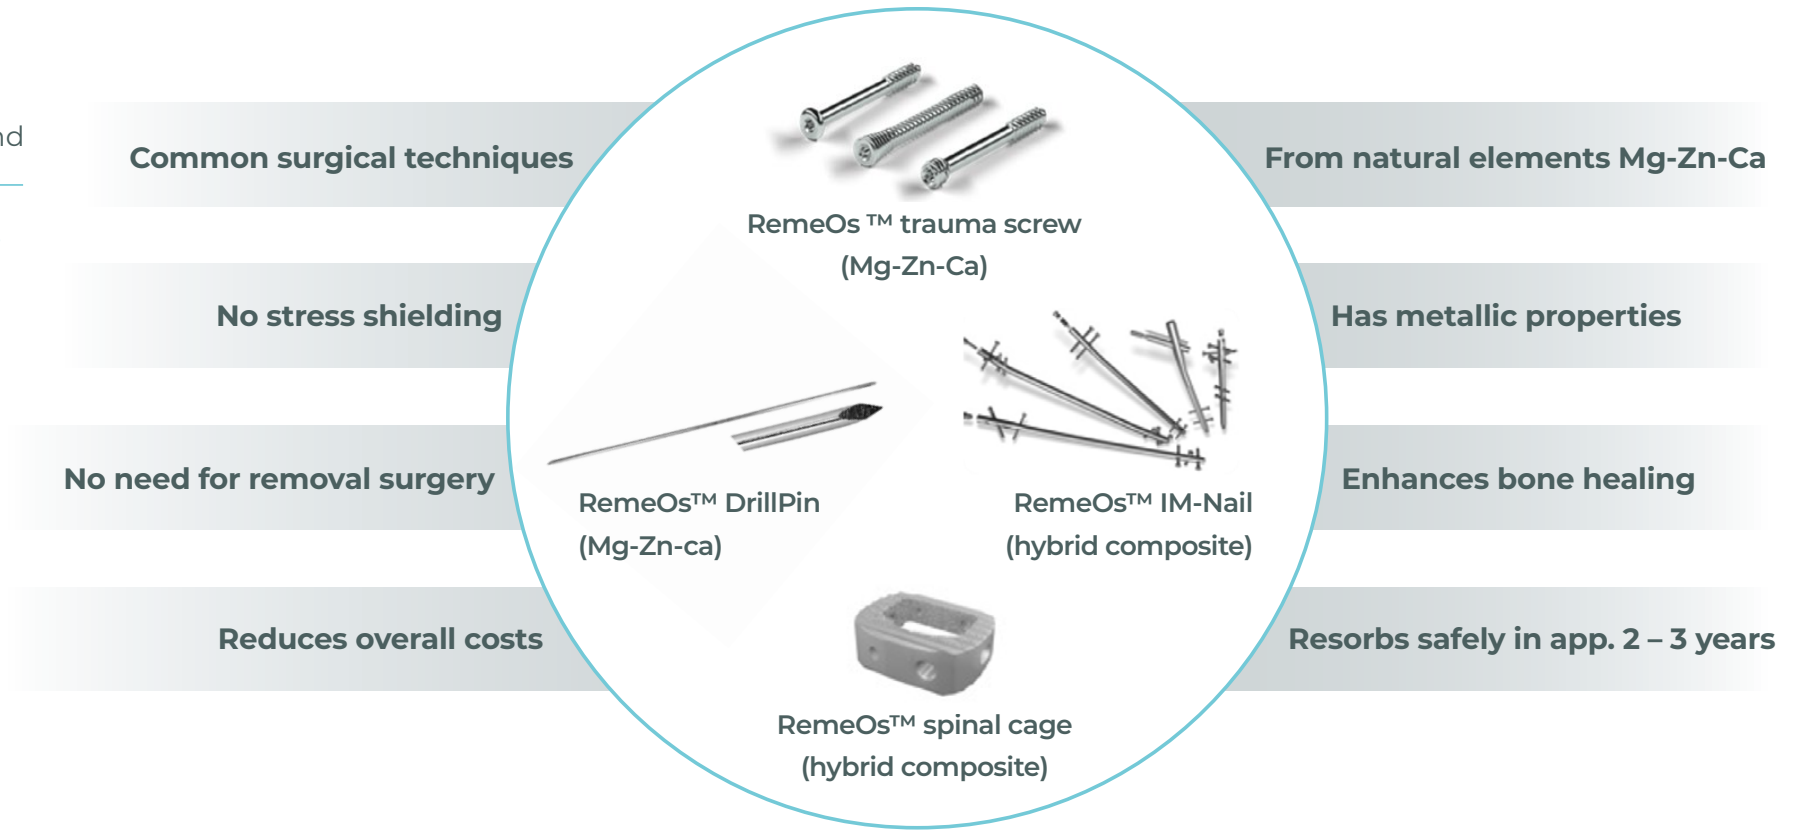 nd
Common surgical techniques
No stress shielding
No need for removal surgery
Reduces overall costs
RemeOs ™ trauma screw
(Mg-Zn-Ca)
RemeOs™ DrillPin
(Mg-Zn-ca)
RemeOs™ IM-Nail
(hybrid composite)
RemeOs™ spinal cage
(hybrid composite)
From natural elements Mg-Zn-Ca
Has metallic properties
Enhances bone healing
Resorbs safely in app. 2 – 3 years